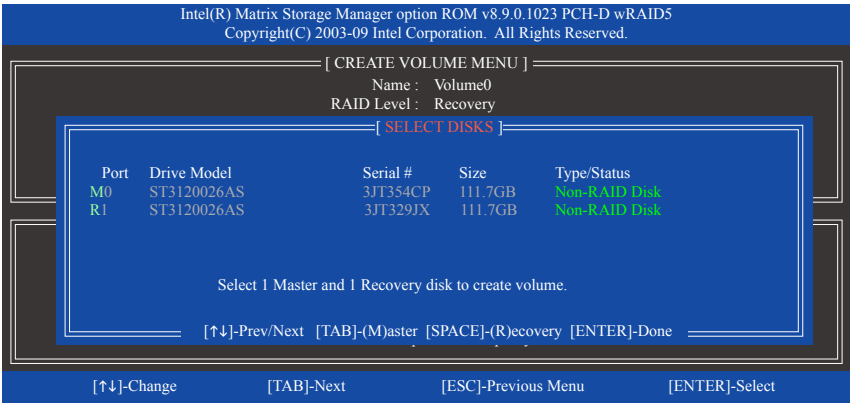 Intel(R) Matrix Storage Manager option ROM v8.9.0.1023 PCH-D wRAID5
Copyright(C) 2003-09 Intel Corporation. All Rights Reserved.
[ CREATE VOLUME MENU ]
Name : Volume0
RAID Level : Recovery
[ SELECT DISKS ]
Port Drive Model Serial # Size Type/Status
M0 ST3120026AS 3JT354CP 111.7GB Non-RAID Disk
R1 ST3120026AS 3JT329JX 111.7GB Non-RAID Disk
Select 1 Master and 1 Recovery disk to create volume.
[↑↓]-Prev/Next [TAB]-(M)aster [SPACE]-(R)ecovery [ENTER]-Done
[↑↓]-Change [TAB]-Next [ESC]-Previous Menu [ENTER]-Select